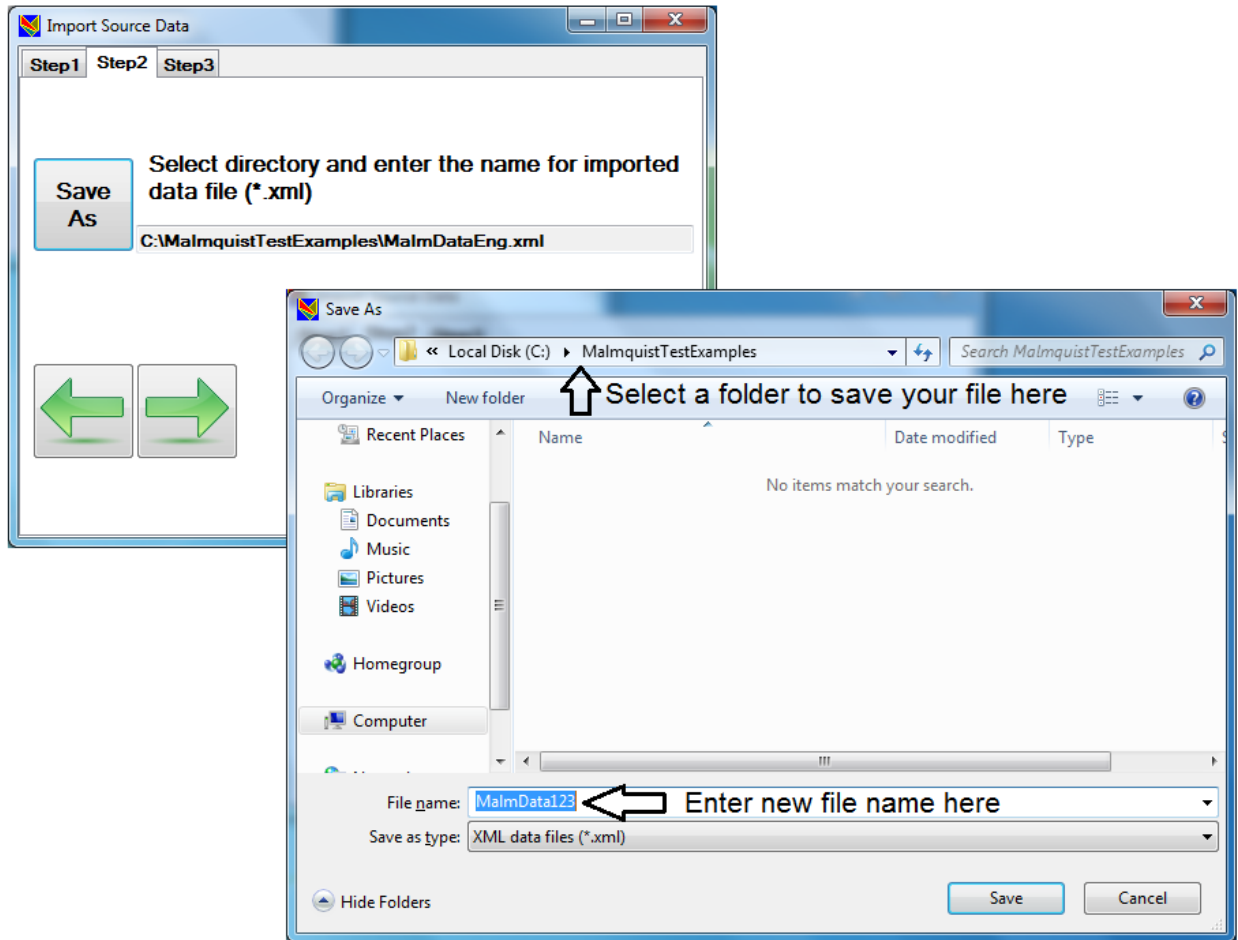 Import Source Data
Step1 Step2 Step3
Select directory and enter the name for imported
data file (*.xml)
Save
As
C:\MalmquistTestExamples\MalmDataEng.xml
Save As
« Local Disk (C:) MalmquistTestExamples
Search MalmquistTestExamples
Organize New folder
Select a folder to save your file here
Recent Places
Name Date modified Type
No items match your search.
Libraries
Documents
Music
Pictures
Videos
Homegroup
Computer
File name: MalmData123
Enter new file name here
Save as type: XML data files (*.xml)
Hide Folders
Save Cancel